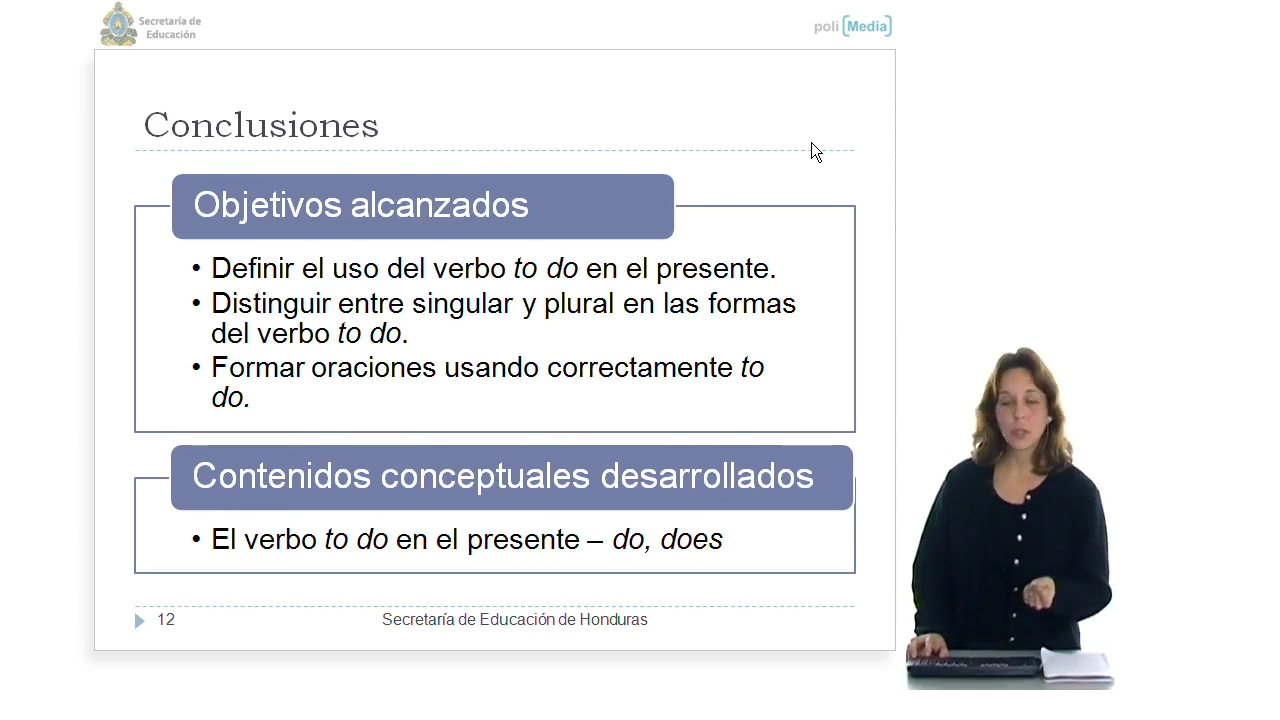 Secretaría de
Educación
poli [Media]
Conclusiones
Objetivos alcanzados
• Definir el uso del verbo to do en el presente.
• Distinguir entre singular y plural en las formas
del verbo to do.
• Formar oraciones usando correctamente to
do.
Contenidos conceptuales desarrollados
• El verbo to do en el presente – do, does
12
Secretaría de Educación de Honduras